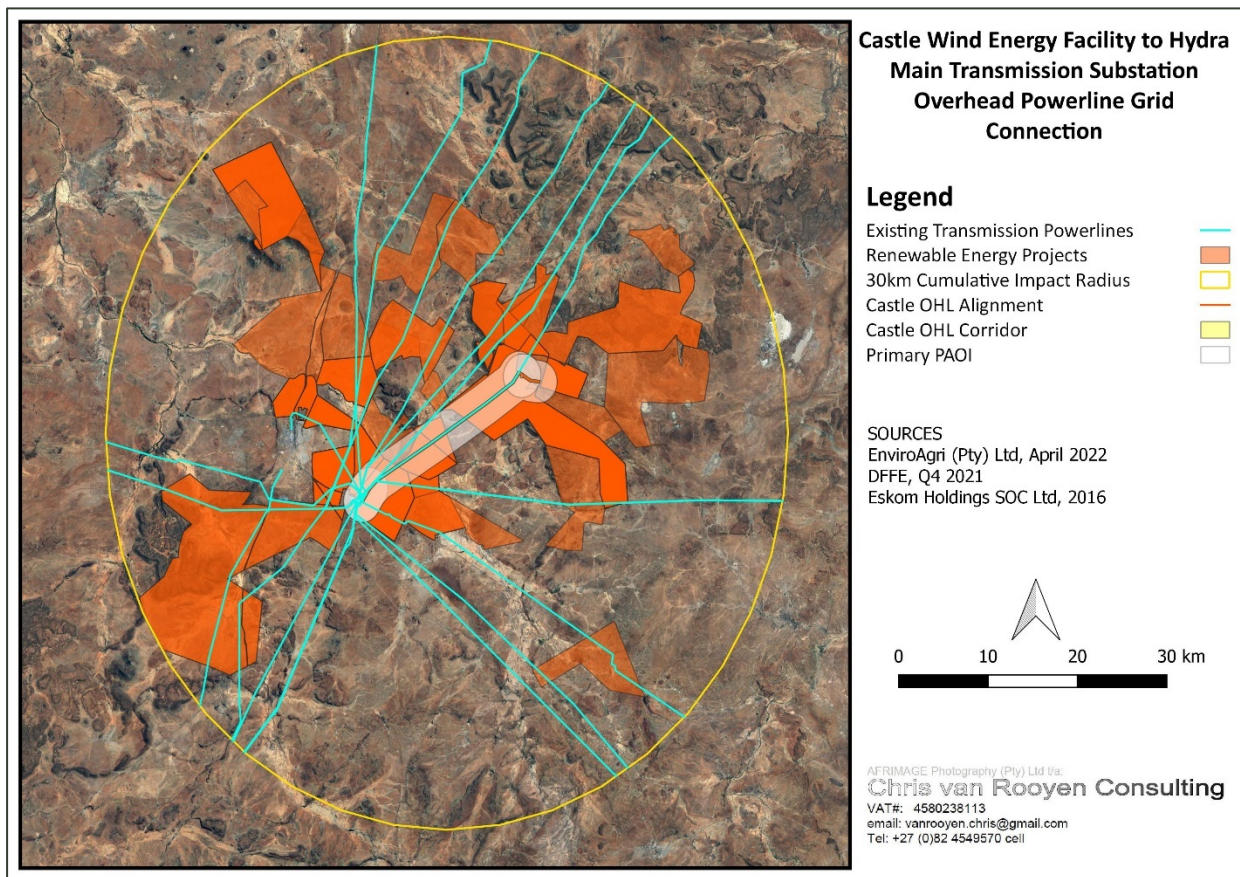 Castle Wind Energy Facility to Hydra
Main Transmission Substation
Overhead Powerline Grid
Connection
Legend
Existing Transmission Powerlines
Renewable Energy Projects
30km Cumulative Impact Radius
Castle OHL Alignment
Castle OHL Corridor
Primary PAOI
SOURCES
EnviroAgri (Pty) Ltd, April 2022
DFFE, Q4 2021
Eskom Holdings SOC Ltd, 2016
0 10 20 30 km
AFRIMAGE Photography (Pty) Ltd t/a:
Chris van Rooyen Consulting
VAT#: 4580238113
email: vanrooyen.chris@gmail.com
Tel: +27 (0)82 4549570 cell